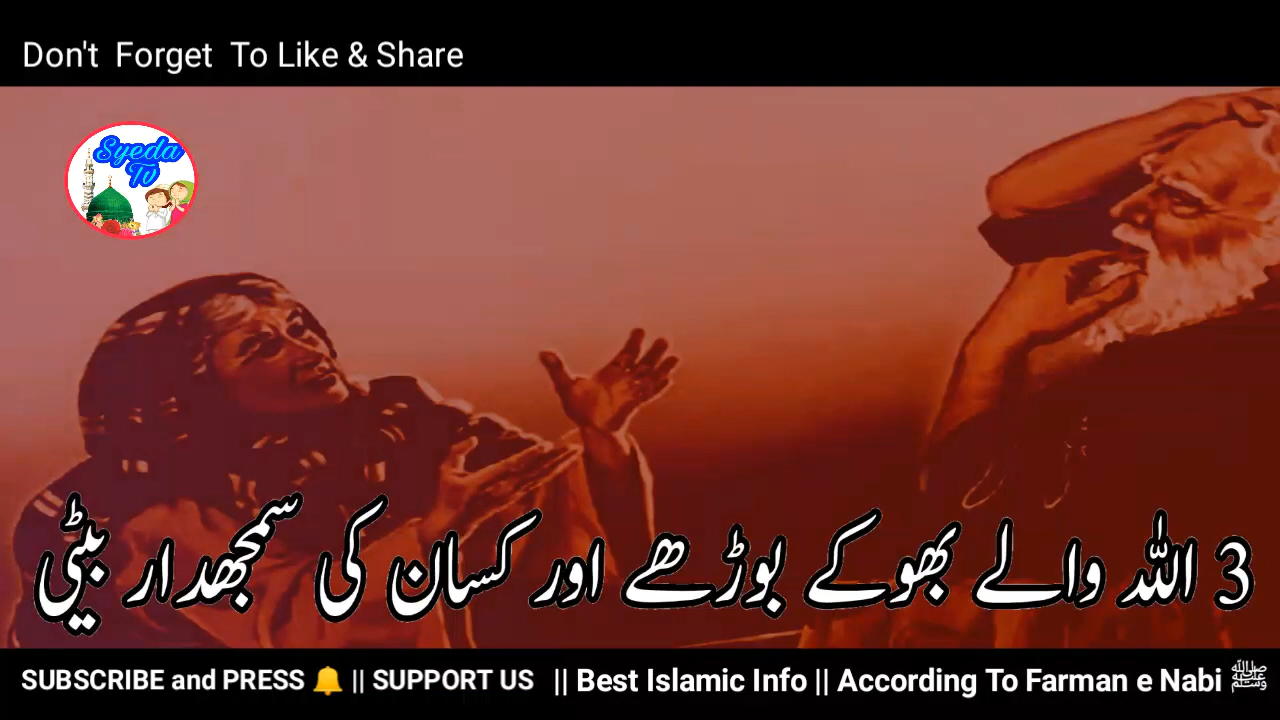 Don't Forget To Like & Share
Syeda
Tv
3 اللہ والے بھوکے بوڑھے اور کسان کی سمجھدار بیٹی
SUBSCRIBE and PRESS 🔔 || SUPPORT US || Best Islamic Info || According To Farman e Nabi ﷺ